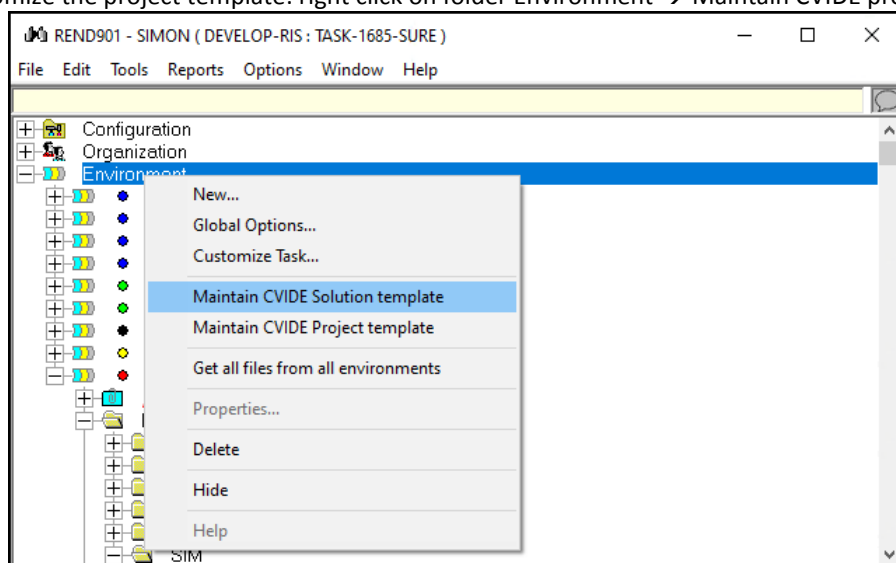 the project template: right click on folder Environment → Maintain CVIDE
REND901 - SIMON ( DEVELOP-RIS : TASK-1685-SURE )
File Edit Tools Reports Options Window Help
Configuration
Organization
Environment
New...
Global Options...
Customize Task...
Maintain CVIDE Solution template
Maintain CVIDE Project template
Get all files from all environments
Properties...
Delete
Hide
Help
SIM